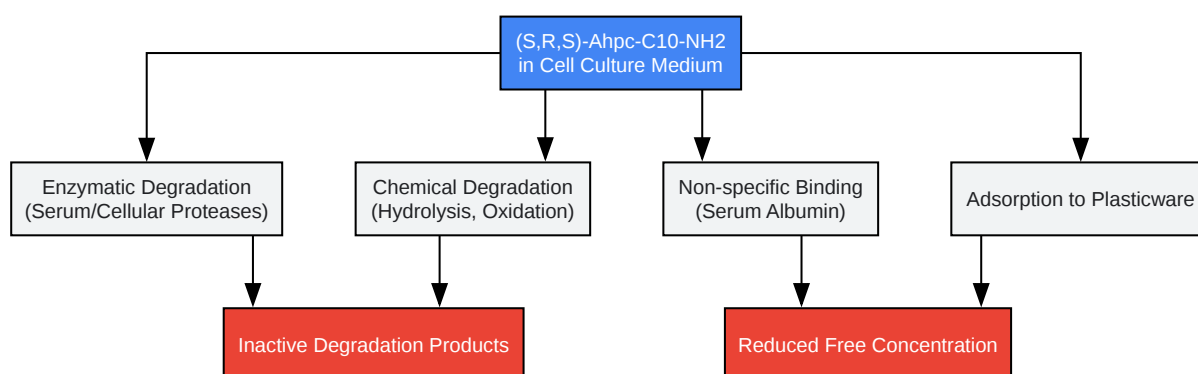 (S,R,S)-Ahpc-C10-NH2
in Cell Culture Medium
Enzymatic Degradation
(Serum/Cellular Proteases)
Chemical Degradation
(Hydrolysis, Oxidation)
Non-specific Binding
(Serum Albumin)
Adsorption to Plasticware
Inactive Degradation Products
Reduced Free Concentration